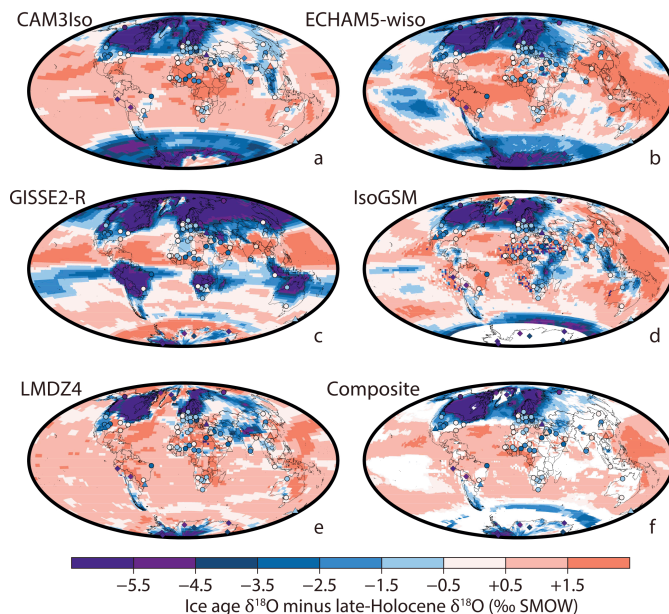 CAM3Iso
ECHAM5-wiso
a
b
GISSE2-R
IsoGSM
c
d
LMDZ4
Composite
e
f
−5.5 −4.5 −3.5 −2.5 −1.5 −0.5 +0.5 +1.5
Ice age δ¹⁸O minus late-Holocene δ¹⁸O (‰ SMOW)